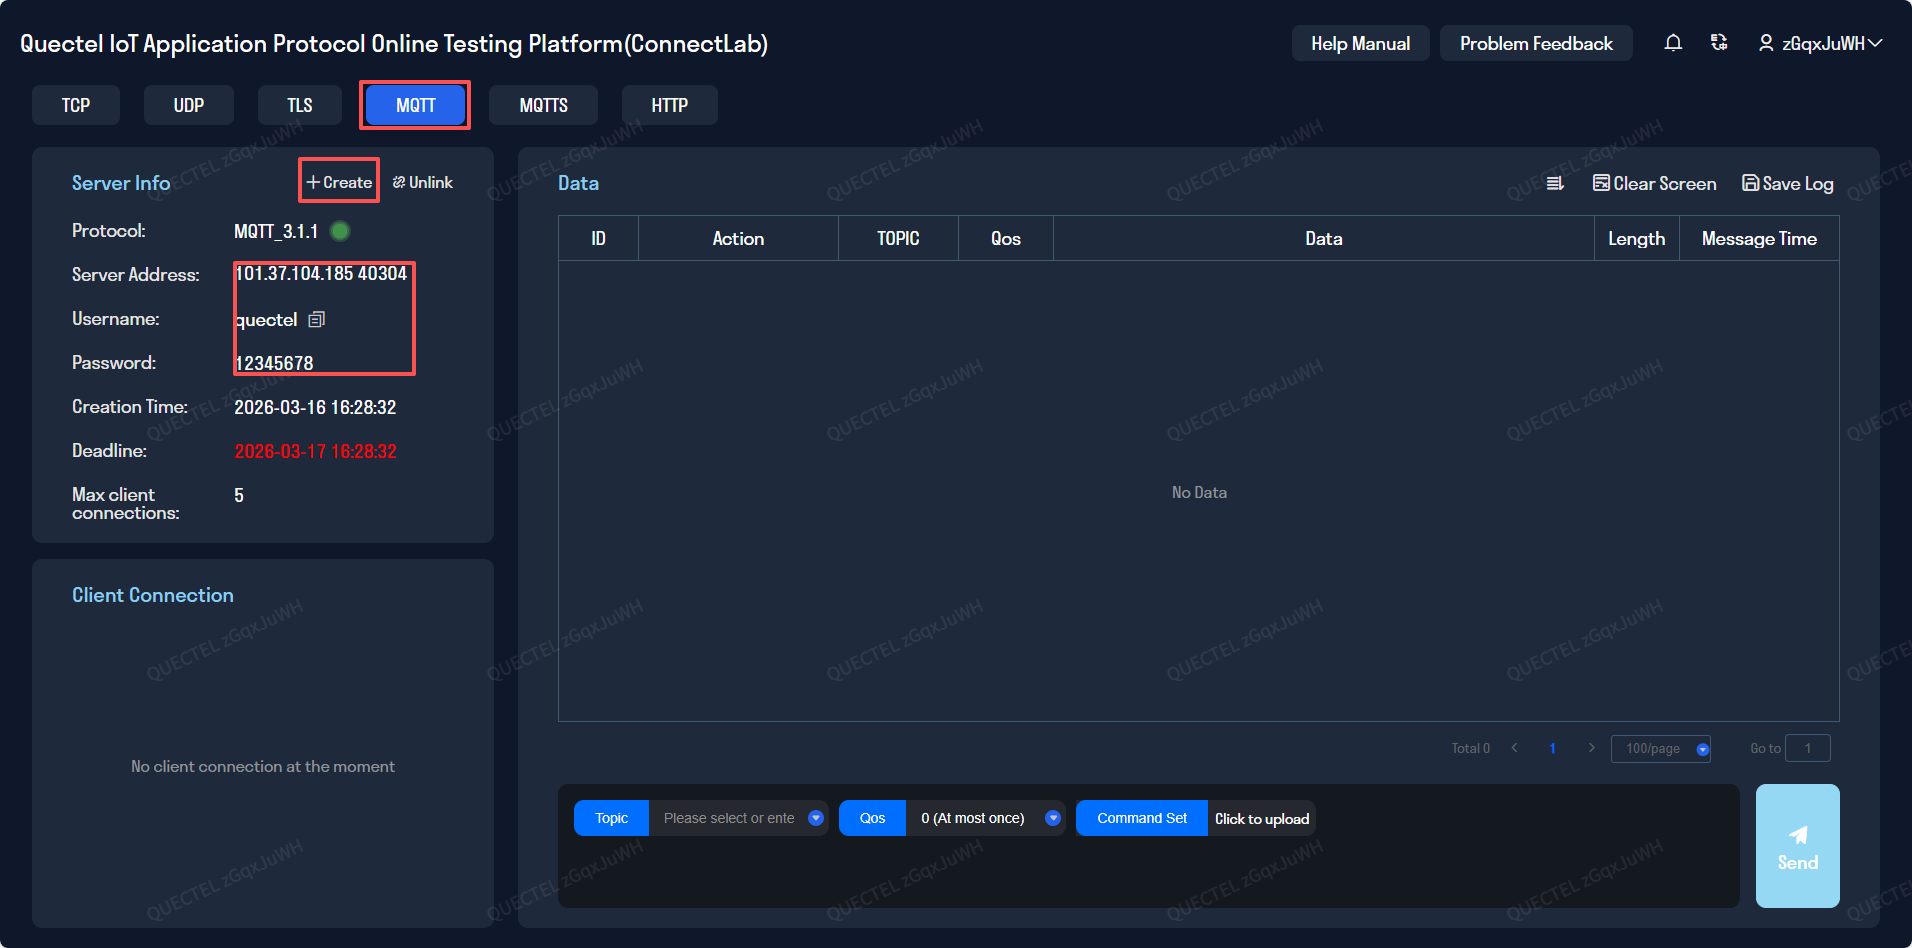 Quectel IoT Application Protocol Online Testing Platform(ConnectLab)
Help Manual
Problem Feedback
zGqxJuWH
TCP
UDP
TLS
MQTT
MQTTS
HTTP
Server Info
Create
Unlink
Protocol:
MQTT_3.1.1
Server Address:
101.37.104.185 40304
Username:
quectel
Password:
12345678
Creation Time:
2026-03-16 16:28:32
Deadline:
2026-03-17 16:28:32
Max client
connections:
5
Client Connection
No client connection at the moment
Data
Clear Screen
Save Log
ID
Action
TOPIC
Qos
Data
Length
Message Time
No Data
Total 0
1
100/page
Go to
1
Topic
Please select or ente
Qos
0 (At most once)
Command Set
Click to upload
Send
QUECTEL zGqxJuWH